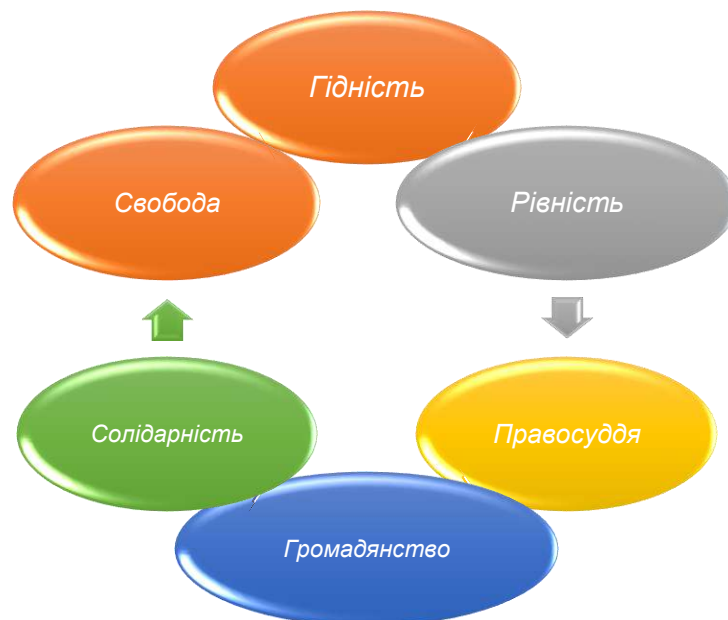 Гідність
Свобода
Рівність
Солідарність
Правосуддя
Громадянство